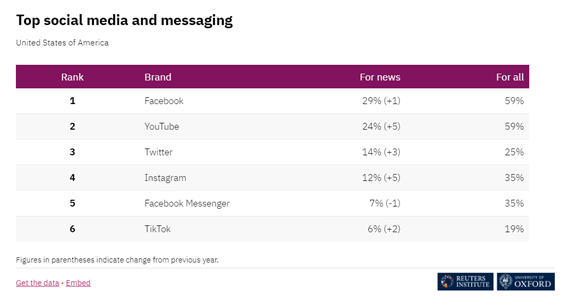 Top social media and messaging
United States of America
Rank Brand For news For all
1 Facebook 29% (+1) 59%
2 YouTube 24% (+5) 59%
3 Twitter 14% (+3) 25%
4 Instagram 12% (+5) 35%
5 Facebook Messenger 7% (-1) 35%
6 TikTok 6% (+2) 19%
Figures in parentheses indicate change from previous year.
Get the data • Embed
REUTERS INSTITUTE
UNIVERSITY OF OXFORD